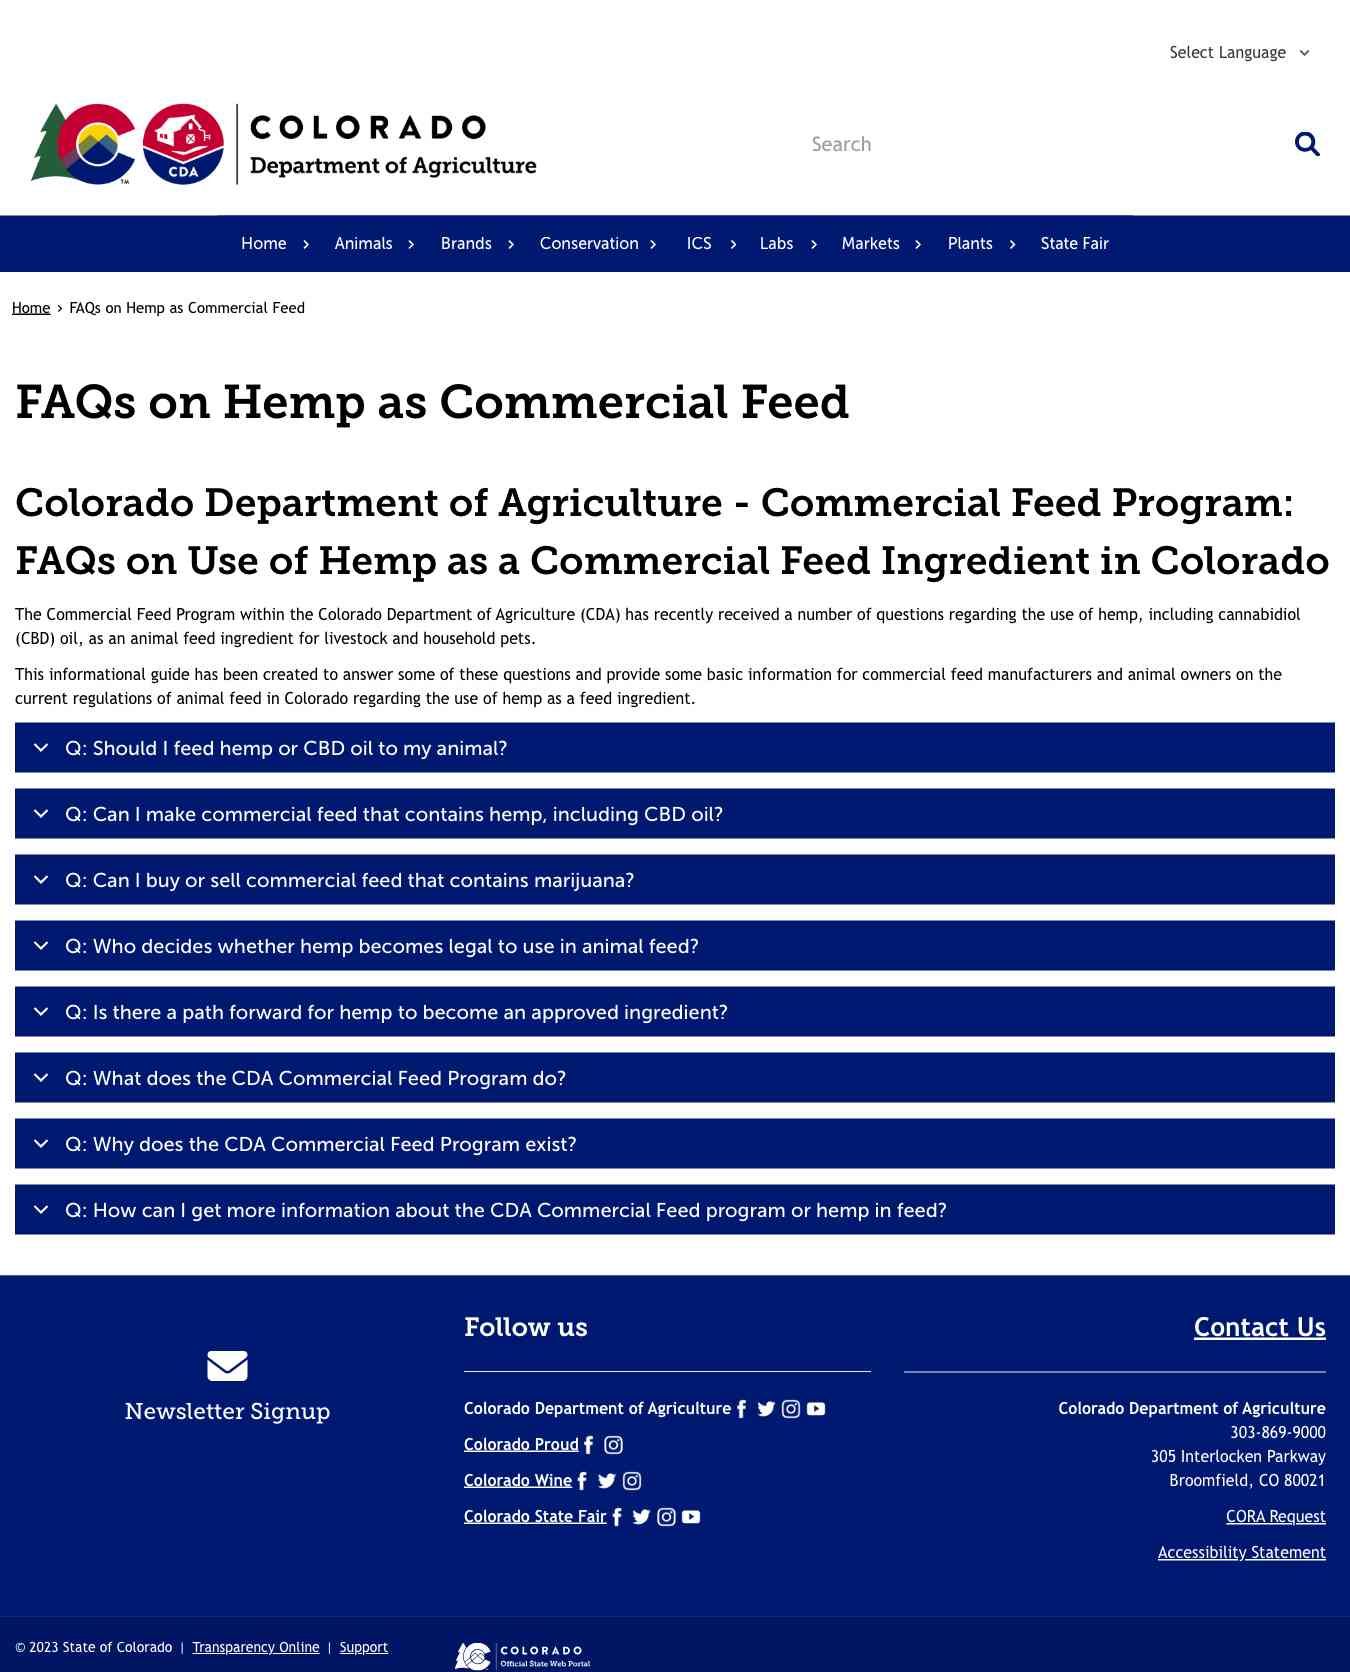 Select Language
CDA
TM
COLORADO
Department of Agriculture
Search
Home Animals Brands Conservation ICS Labs Markets Plants State Fair
Home › FAQs on Hemp as Commercial Feed
FAQs on Hemp as Commercial Feed
Colorado Department of Agriculture - Commercial Feed Program:
FAQs on Use of Hemp as a Commercial Feed Ingredient in Colorado
The Commercial Feed Program within the Colorado Department of Agriculture (CDA) has recently received a number of questions regarding the use of hemp, including cannabidiol
(CBD) oil, as an animal feed ingredient for livestock and household pets.
This informational guide has been created to answer some of these questions and provide some basic information for commercial feed manufacturers and animal owners on the
current regulations of animal feed in Colorado regarding the use of hemp as a feed ingredient.
Q: Should I feed hemp or CBD oil to my animal?
Q: Can I make commercial feed that contains hemp, including CBD oil?
Q: Can I buy or sell commercial feed that contains marijuana?
Q: Who decides whether hemp becomes legal to use in animal feed?
Q: Is there a path forward for hemp to become an approved ingredient?
Q: What does the CDA Commercial Feed Program do?
Q: Why does the CDA Commercial Feed Program exist?
Q: How can I get more information about the CDA Commercial Feed program or hemp in feed?
Newsletter Signup
Follow us
Colorado Department of Agriculture
Colorado Proud
Colorado Wine
Colorado State Fair
Contact Us
Colorado Department of Agriculture
303-869-9000
305 Interlocken Parkway
Broomfield, CO 80021
CORA Request
Accessibility Statement
© 2023 State of Colorado | Transparency Online | Support
COLORADO
Official State Web Portal